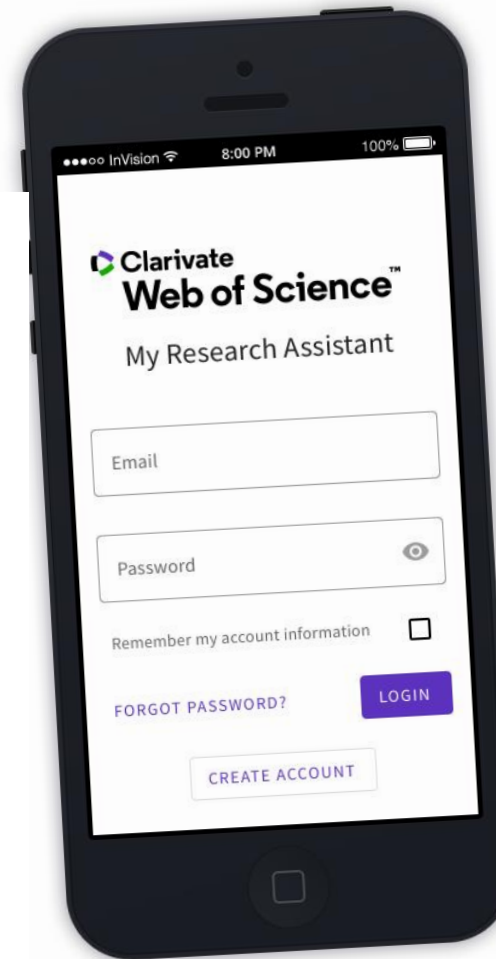 ●●●○○ InVision 8:00 PM 100%
Clarivate
Web of Science™
My Research Assistant
Email
Password
Remember my account information
FORGOT PASSWORD? LOGIN
CREATE ACCOUNT